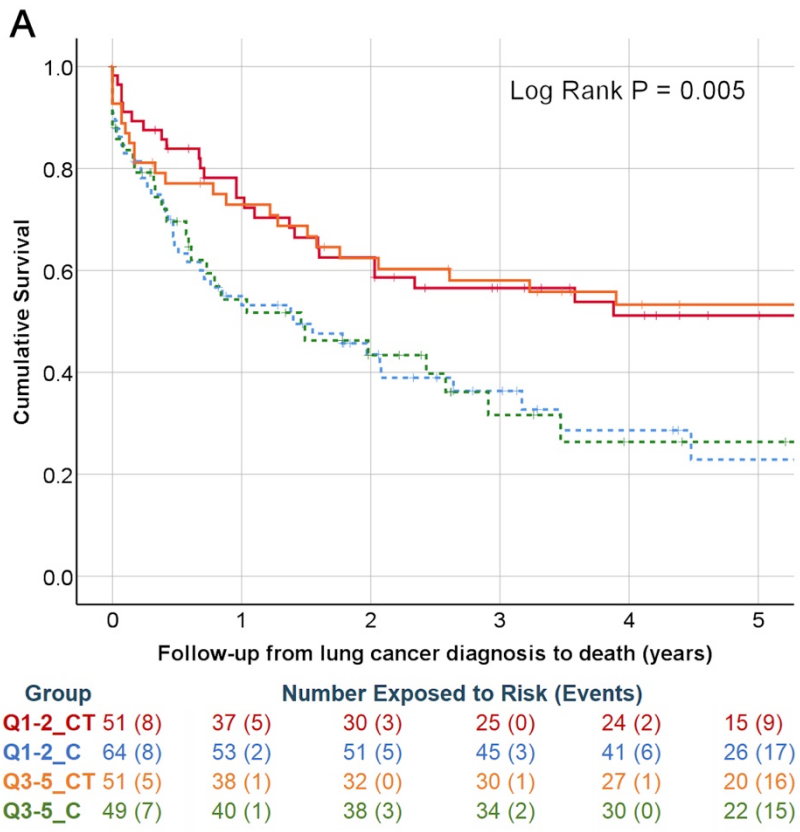 A
Log Rank P = 0.005
Cumulative Survival
1.0
0.8
0.6
0.4
0.2
0.0
0 1 2 3 4 5
Follow-up from lung cancer diagnosis to death (years)
Group Number Exposed to Risk (Events)
Q1-2_CT 51 (8) 37 (5) 30 (3) 25 (0) 24 (2) 15 (9)
Q1-2_C 64 (8) 53 (2) 51 (5) 45 (3) 41 (6) 26 (17)
Q3-5_CT 51 (5) 38 (1) 32 (0) 30 (1) 27 (1) 20 (16)
Q3-5_C 49 (7) 40 (1) 38 (3) 34 (2) 30 (0) 22 (15)